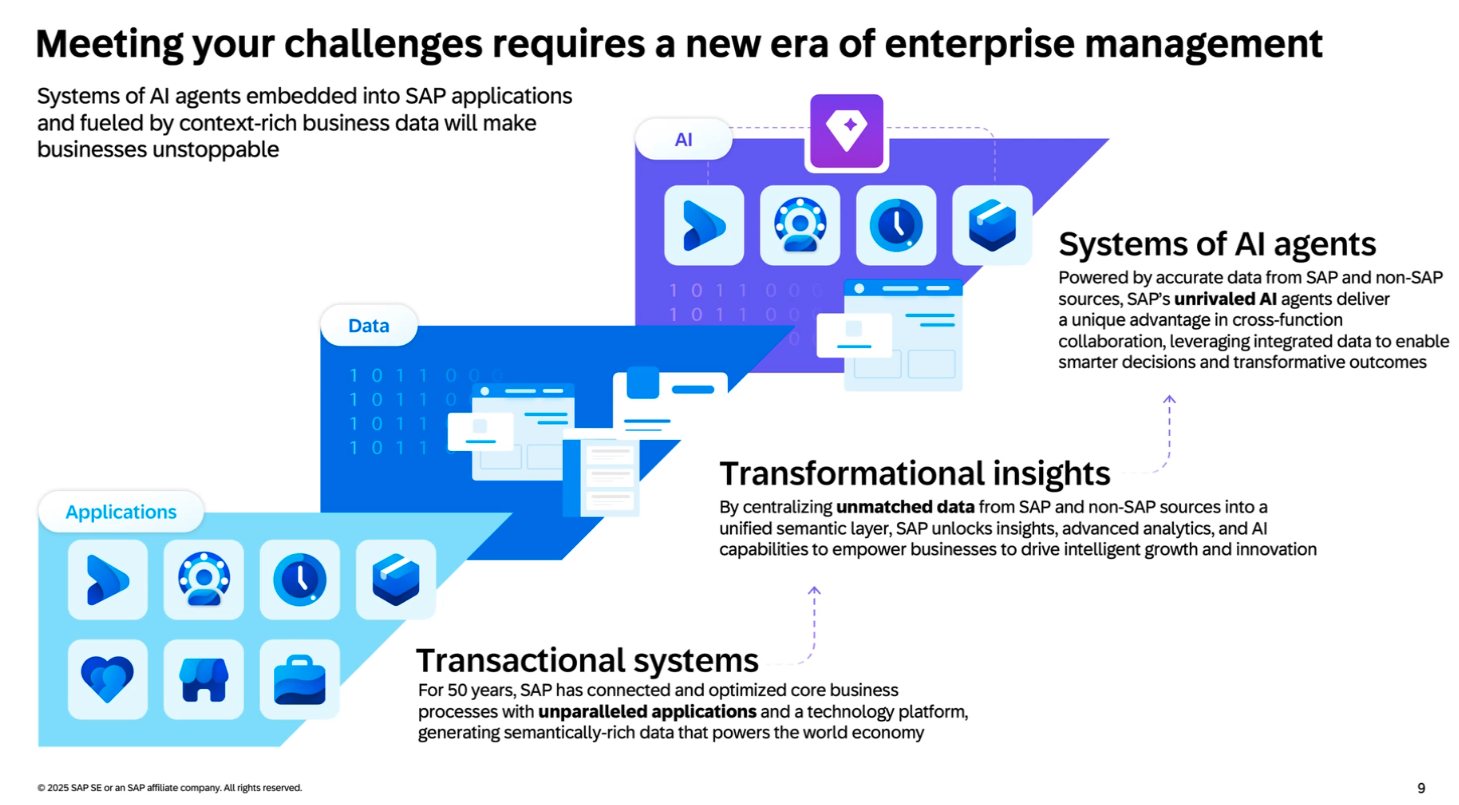 Meeting your challenges requires a new era of enterprise management
Systems of AI agents embedded into SAP applications
and fueled by context-rich business data will make
businesses unstoppable
AI
1 0 1 1 0 0 0
1 0 1 1 0 0 0
0
Systems of AI agents
Powered by accurate data from SAP and non-SAP
sources, SAP's unrivaled AI agents deliver
a unique advantage in cross-function
collaboration, leveraging integrated data to enable
smarter decisions and transformative outcomes
Data
1 0 1 1 0 0 0
1 0 1 1 0
1 0 1 1
1 0 1 1
Transformational insights
By centralizing unmatched data from SAP and non-SAP sources into a
unified semantic layer, SAP unlocks insights, advanced analytics, and AI
capabilities to empower businesses to drive intelligent growth and innovation
Applications
Transactional systems
For 50 years, SAP has connected and optimized core business
processes with unparalleled applications and a technology platform,
generating semantically-rich data that powers the world economy
© 2025 SAP SE or an SAP affiliate company. All rights reserved.
9